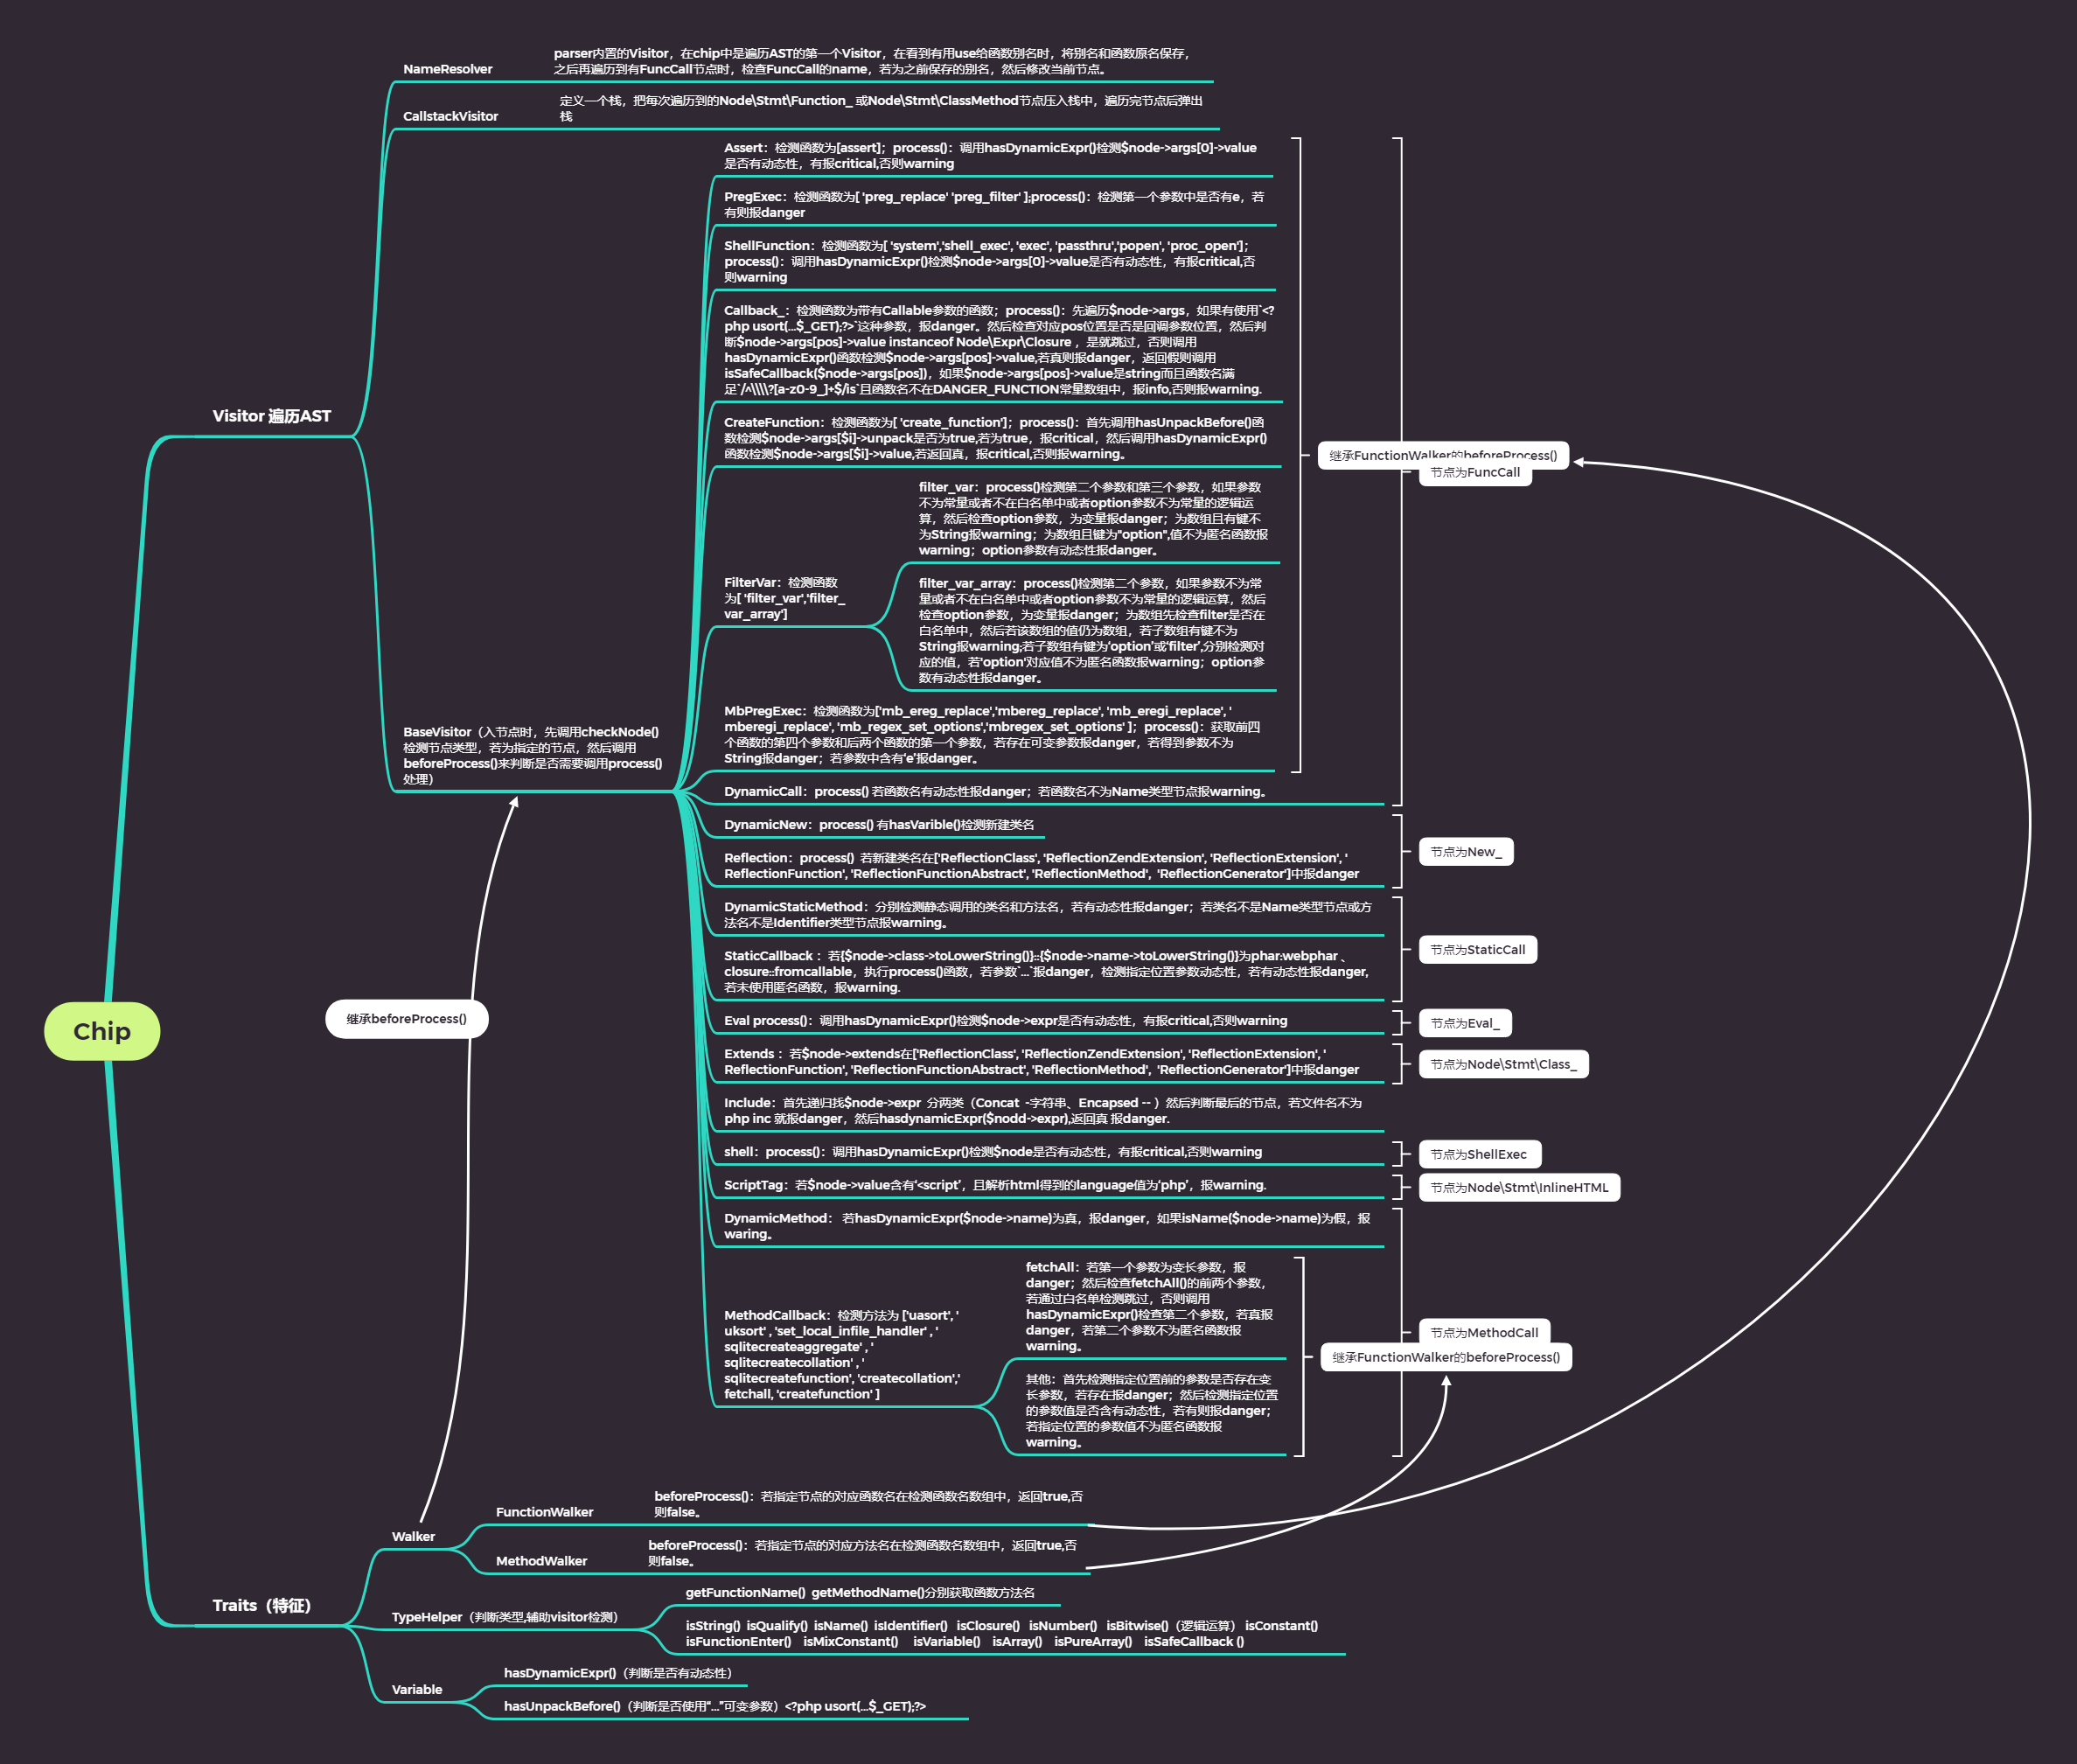 NameResolver
parser内置的Visitor，在chip中是遍历AST的第一个Visitor，在看到有用use给函数别名时，将别名和函数原名保存，
之后再遍历到有FuncCall节点时，检查FuncCall的name，若为之前保存的别名，然后修改当前节点。
CallstackVisitor
定义一个栈，把每次遍历到的Node\Stmt\Function_ 或Node\Stmt\ClassMethod节点压入栈中，遍历完节点后弹出
栈
Visitor 遍历AST
BaseVisitor（入节点时，先调用checkNode()
检测节点类型，若为指定的节点，然后调用
beforeProcess()来判断是否需要调用process()
处理）
Assert：检测函数为[assert]；process()：调用hasDynamicExpr()检测$node->args[0]->value
是否有动态性，有报critical,否则warning
PregExec：检测函数为[ 'preg_replace' 'preg_filter' ];process()：检测第一个参数中是否有e，若
有则报danger
ShellFunction：检测函数为[ 'system','shell_exec', 'exec', 'passthru','popen', 'proc_open']；
process()：调用hasDynamicExpr()检测$node->args[0]->value是否有动态性，有报critical,否
则warning
Callback_：检测函数为带有Callable参数的函数；process()：先遍历$node->args，如果有使用`<?
php usort(...$_GET);?>`这种参数，报danger。然后检查对应pos位置是否是回调参数位置，然后判
断$node->args[pos]->value instanceof Node\Expr\Closure ，是就跳过，否则调用
hasDynamicExpr()函数检测$node->args[pos]->value,若真则报danger，返回假则调用
isSafeCallback($node->args[pos])，如果$node->args[pos]->value是string而且函数名满
足`/^\\\\?[a-z0-9_]+$/is`且函数名不在DANGER_FUNCTION常量数组中，报info,否则报warning.
CreateFunction：检测函数为[ 'create_function']；process()：首先调用hasUnpackBefore()函
数检测$node->args[$i]->unpack是否为true,若为true，报critical，然后调用hasDynamicExpr()
函数检测$node->args[$i]->value,若返回真，报critical,否则报warning。
FilterVar：检测函数
为[ 'filter_var','filter_
var_array']
filter_var：process()检测第二个参数和第三个参数，如果参数
不为常量或者不在白名单中或者option参数不为常量的逻辑运
算，然后检查option参数，为变量报danger；为数组且有键不
为String报warning；为数组且键为"option",值不为匿名函数报
warning；option参数有动态性报danger。
filter_var_array：process()检测第二个参数，如果参数不为常
量或者不在白名单中或者option参数不为常量的逻辑运算，然后
检查option参数，为变量报danger；为数组先检查filter是否在
白名单中，然后若该数组的值仍为数组，若子数组有键不为
String报warning;若子数组有键为'option'或'filter',分别检测对
应的值，若'option'对应值不为匿名函数报warning；option参
数有动态性报danger。
MbPregExec：检测函数为['mb_ereg_replace','mbereg_replace', 'mb_eregi_replace', '
mberegi_replace', 'mb_regex_set_options','mbregex_set_options' ]；process()：获取前四
个函数的第四个参数和后两个函数的第一个参数，若存在可变参数报danger，若得到参数不为
String报danger；若参数中含有'e'报danger。
继承FunctionWalker的beforeProcess()
DynamicCall：process() 若函数名有动态性报danger；若函数名不为Name类型节点报warning。
节点为FuncCall
DynamicNew：process() 有hasVarible()检测新建类名
Reflection：process()  若新建类名在['ReflectionClass', 'ReflectionZendExtension', 'ReflectionExtension', '
ReflectionFunction', 'ReflectionFunctionAbstract', 'ReflectionMethod',  'ReflectionGenerator']中报danger
节点为New_
DynamicStaticMethod：分别检测静态调用的类名和方法名，若有动态性报danger；若类名不是Name类型节点或方
法名不是Identifier类型节点报warning。
StaticCallback ：若{$node->class->toLowerString()}::{$node->name->toLowerString()}为phar:webphar 、
closure::fromcallable，执行process()函数，若参数`...`报danger，检测指定位置参数动态性，若有动态性报danger,
若未使用匿名函数，报warning.
节点为StaticCall
Eval process()：调用hasDynamicExpr()检测$node->expr是否有动态性，有报critical,否则warning
节点为Eval_
Extends ：若$node->extends在['ReflectionClass', 'ReflectionZendExtension', 'ReflectionExtension', '
ReflectionFunction', 'ReflectionFunctionAbstract', 'ReflectionMethod',  'ReflectionGenerator']中报danger
节点为Node\Stmt\Class_
Include：首先递归找$node->expr  分两类（Concat  -字符串、Encapsed -- ）然后判断最后的节点，若文件名不为
php inc 就报danger，然后hasdynamicExpr($nodd->expr),返回真 报danger.
shell：process()：调用hasDynamicExpr()检测$node是否有动态性，有报critical,否则warning
节点为ShellExec
ScriptTag：若$node->value含有'<script'，且解析html得到的language值为'php'，报warning.
节点为Node\Stmt\InlineHTML
DynamicMethod： 若hasDynamicExpr($node->name)为真，报danger，如果isName($node->name)为假，报
waring。
MethodCallback：检测方法为 ['uasort', '
uksort' , 'set_local_infile_handler' , '
sqlitecreateaggregate' , '
sqlitecreatecollation' , '
sqlitecreatefunction', 'createcollation','
fetchall, 'createfunction' ]
fetchAll：若第一个参数为变长参数，报
danger；然后检查fetchAll()的前两个参数，
若通过白名单检测跳过，否则调用
hasDynamicExpr()检查第二个参数，若真报
danger，若第二个参数不为匿名函数报
warning。
其他：首先检测指定位置前的参数是否存在变
长参数，若存在报danger；然后检测指定位置
的参数值是否含有动态性，若有则报danger；
若指定位置的参数值不为匿名函数报
warning。
节点为MethodCall
继承FunctionWalker的beforeProcess()
继承beforeProcess()
Chip
Traits（特征）
Walker
FunctionWalker
beforeProcess()：若指定节点的对应函数名在检测函数名数组中，返回true,否
则false。
MethodWalker
beforeProcess()：若指定节点的对应方法名在检测函数名数组中，返回true,否
则false。
TypeHelper（判断类型,辅助visitor检测）
getFunctionName()  getMethodName()分别获取函数方法名
isString()  isQualify()  isName()  isIdentifier()   isClosure()   isNumber()   isBitwise()（逻辑运算）  isConstant()
isFunctionEnter()    isMixConstant()     isVariable()    isArray()    isPureArray()    isSafeCallback ()
Variable
hasDynamicExpr()（判断是否有动态性）
hasUnpackBefore()（判断是否使用“...”可变参数）<?php usort(...$_GET);?>